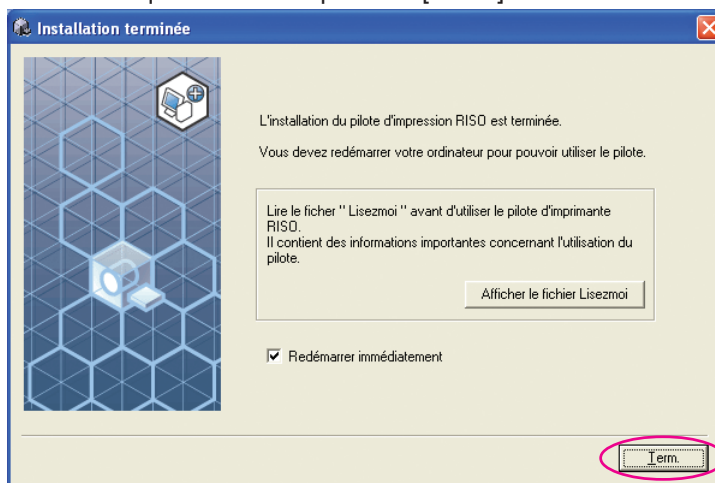 Installation terminée
L'installation du pilote d'impression RISO est terminée.
Vous devez redémarrer votre ordinateur pour pouvoir utiliser le pilote.
Lire le ficher " Lisezmoi " avant d'utiliser le pilote d'imprimante
RISO.
Il contient des informations importantes concernant l'utilisation du
pilote.
Afficher le fichier Lisezmoi
Redémarrer immédiatement
Term.